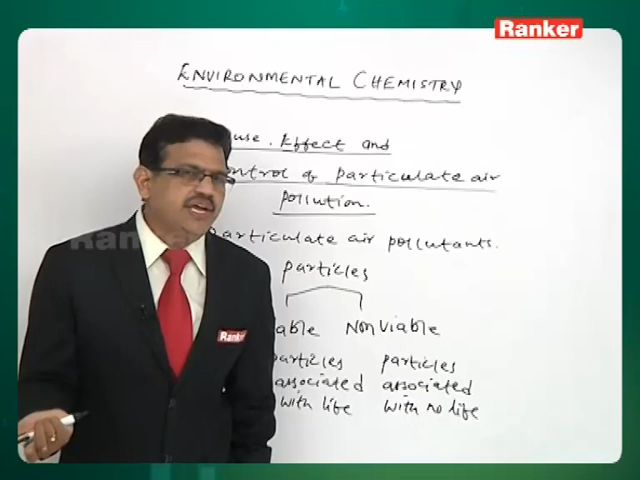 Ranker
ENVIRONMENTAL CHEMISTRY
use . Effect and
ntrol of particulate air
pollution.
articulate air pollutants.
particles
able Nonviable
particles particles
associated associated
with life with no life
Ranker